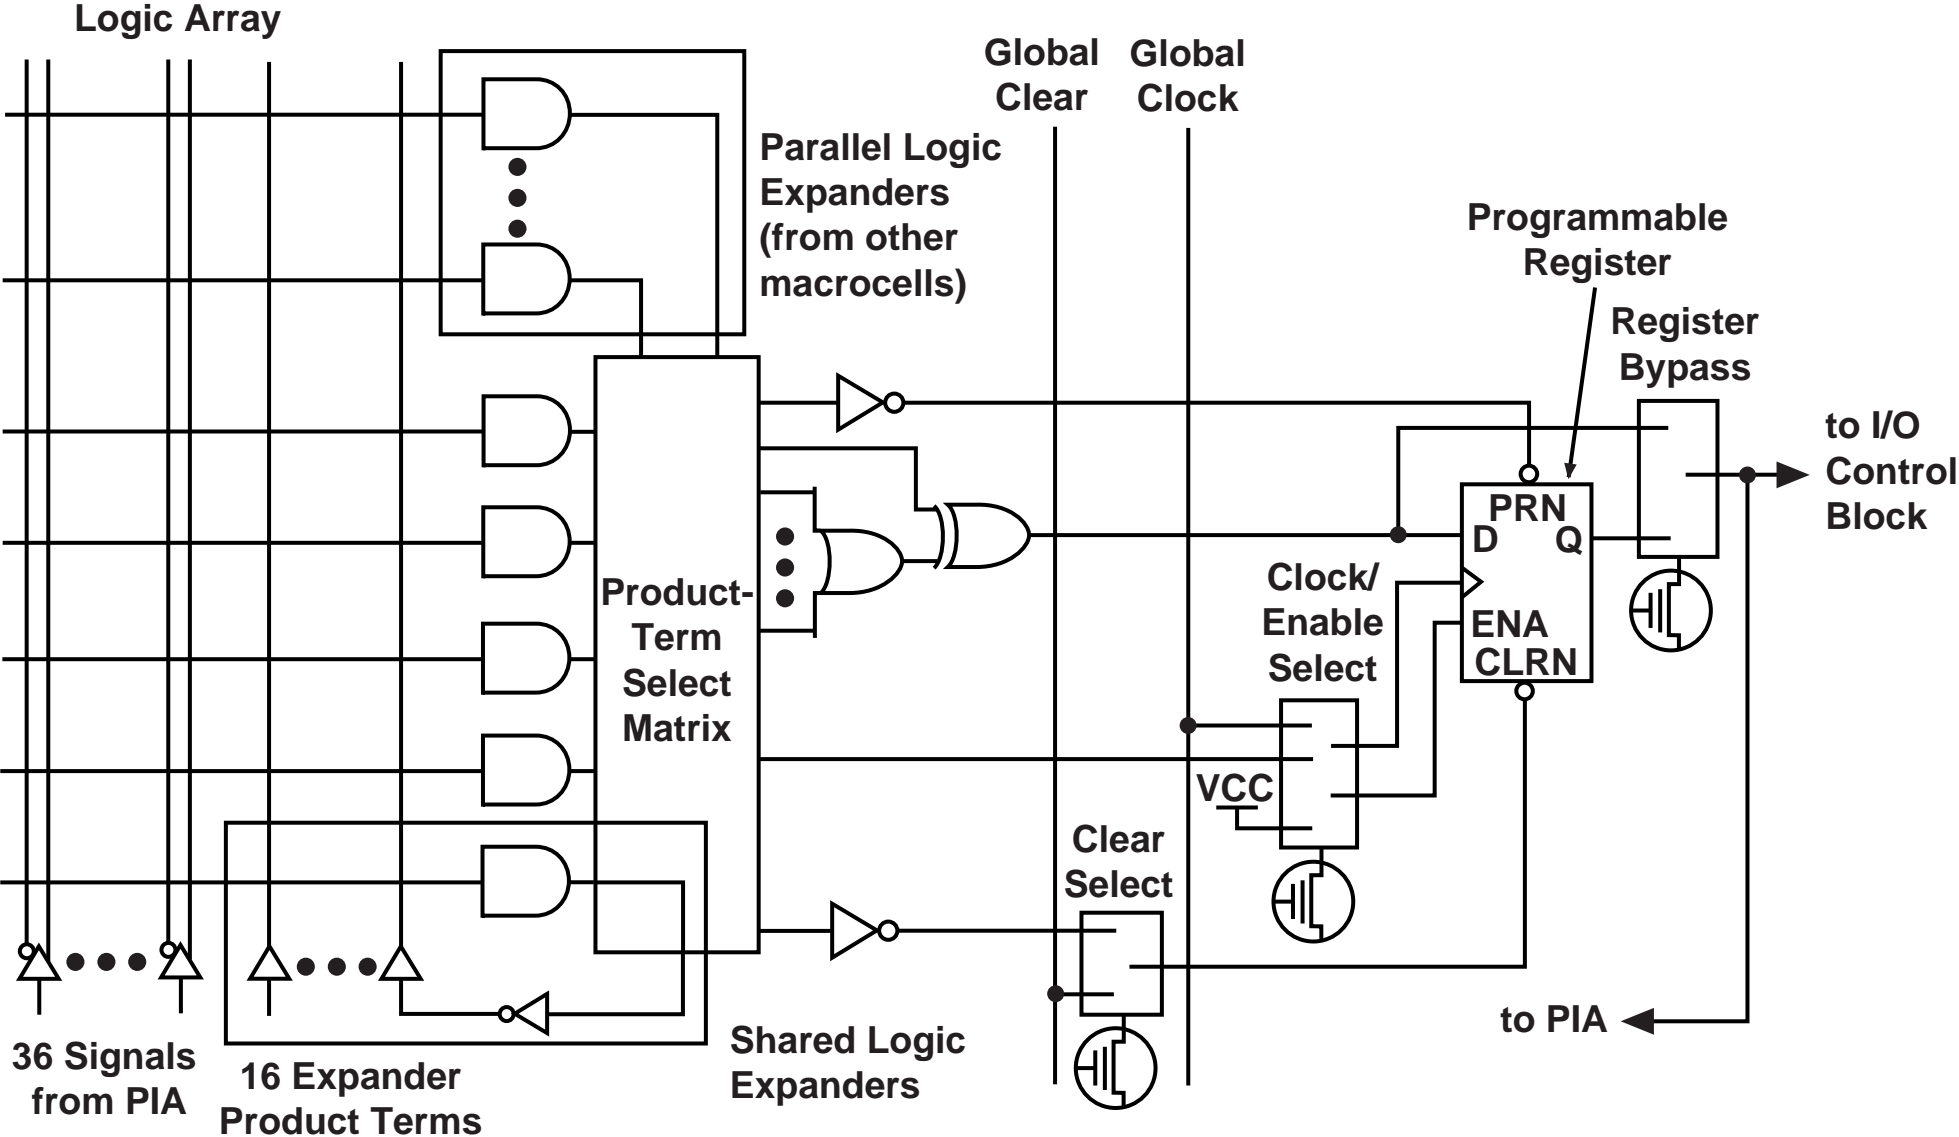 Logic Array
Global
Clear
Global
Clock
Parallel Logic
Expanders
(from other
macrocells)
Programmable
Register
Register
Bypass
to I/O
Control
Block
PRN
D
Q
ENA
CLRN
Clock/
Enable
Select
Product-
Term
Select
Matrix
VCC
Clear
Select
to PIA
Shared Logic
Expanders
36 Signals
from PIA
16 Expander
Product Terms